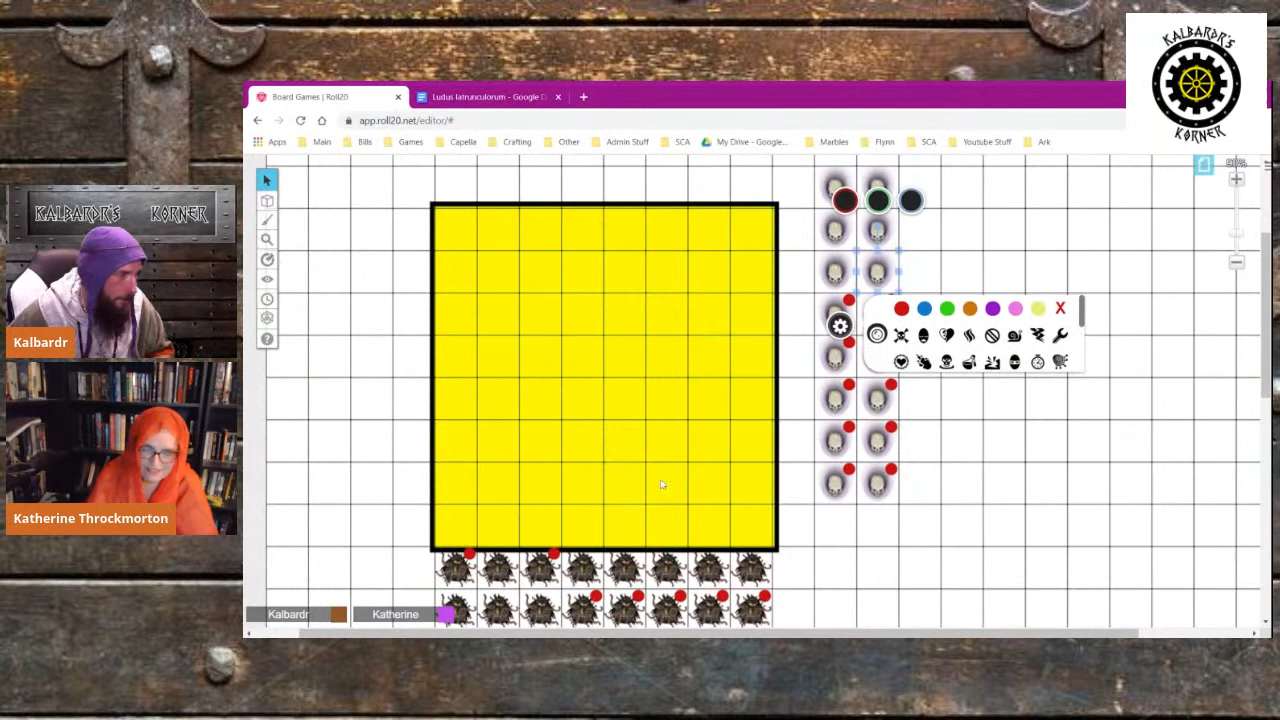 KALBARDR'S
KORNER
Board Games | Roll20
Ludus latrunculorum - Google D
app.roll20.net/editor/#
Apps Main Bills Games Capella Crafting Other Admin Stuff SCA My Drive - Google... Marbles Flynn SCA Youtube Stuff Ark
90%
KALBARDR'S KORNER
Kalbardr
Katherine Throckmorton
X
Kalbardr
Katherine